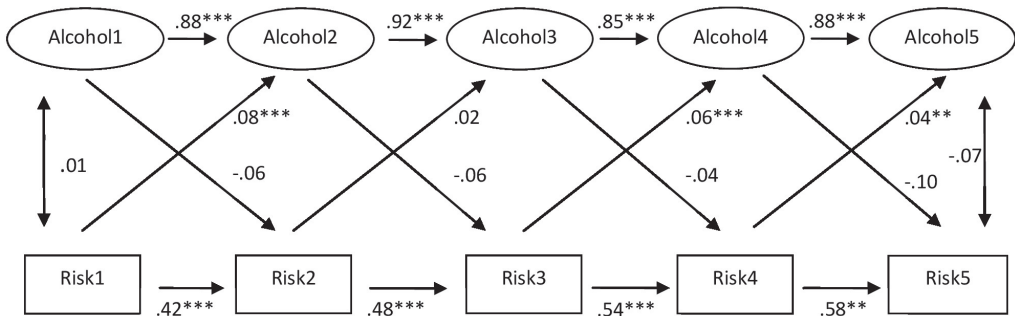 .88*** .92*** .85*** .88***
Alcohol1 Alcohol2 Alcohol3 Alcohol4 Alcohol5
.08*** .02 .06*** .04**
.01 -.06 -.06 -.04 -.10 -.07
Risk1 Risk2 Risk3 Risk4 Risk5
.42*** .48*** .54*** .58**